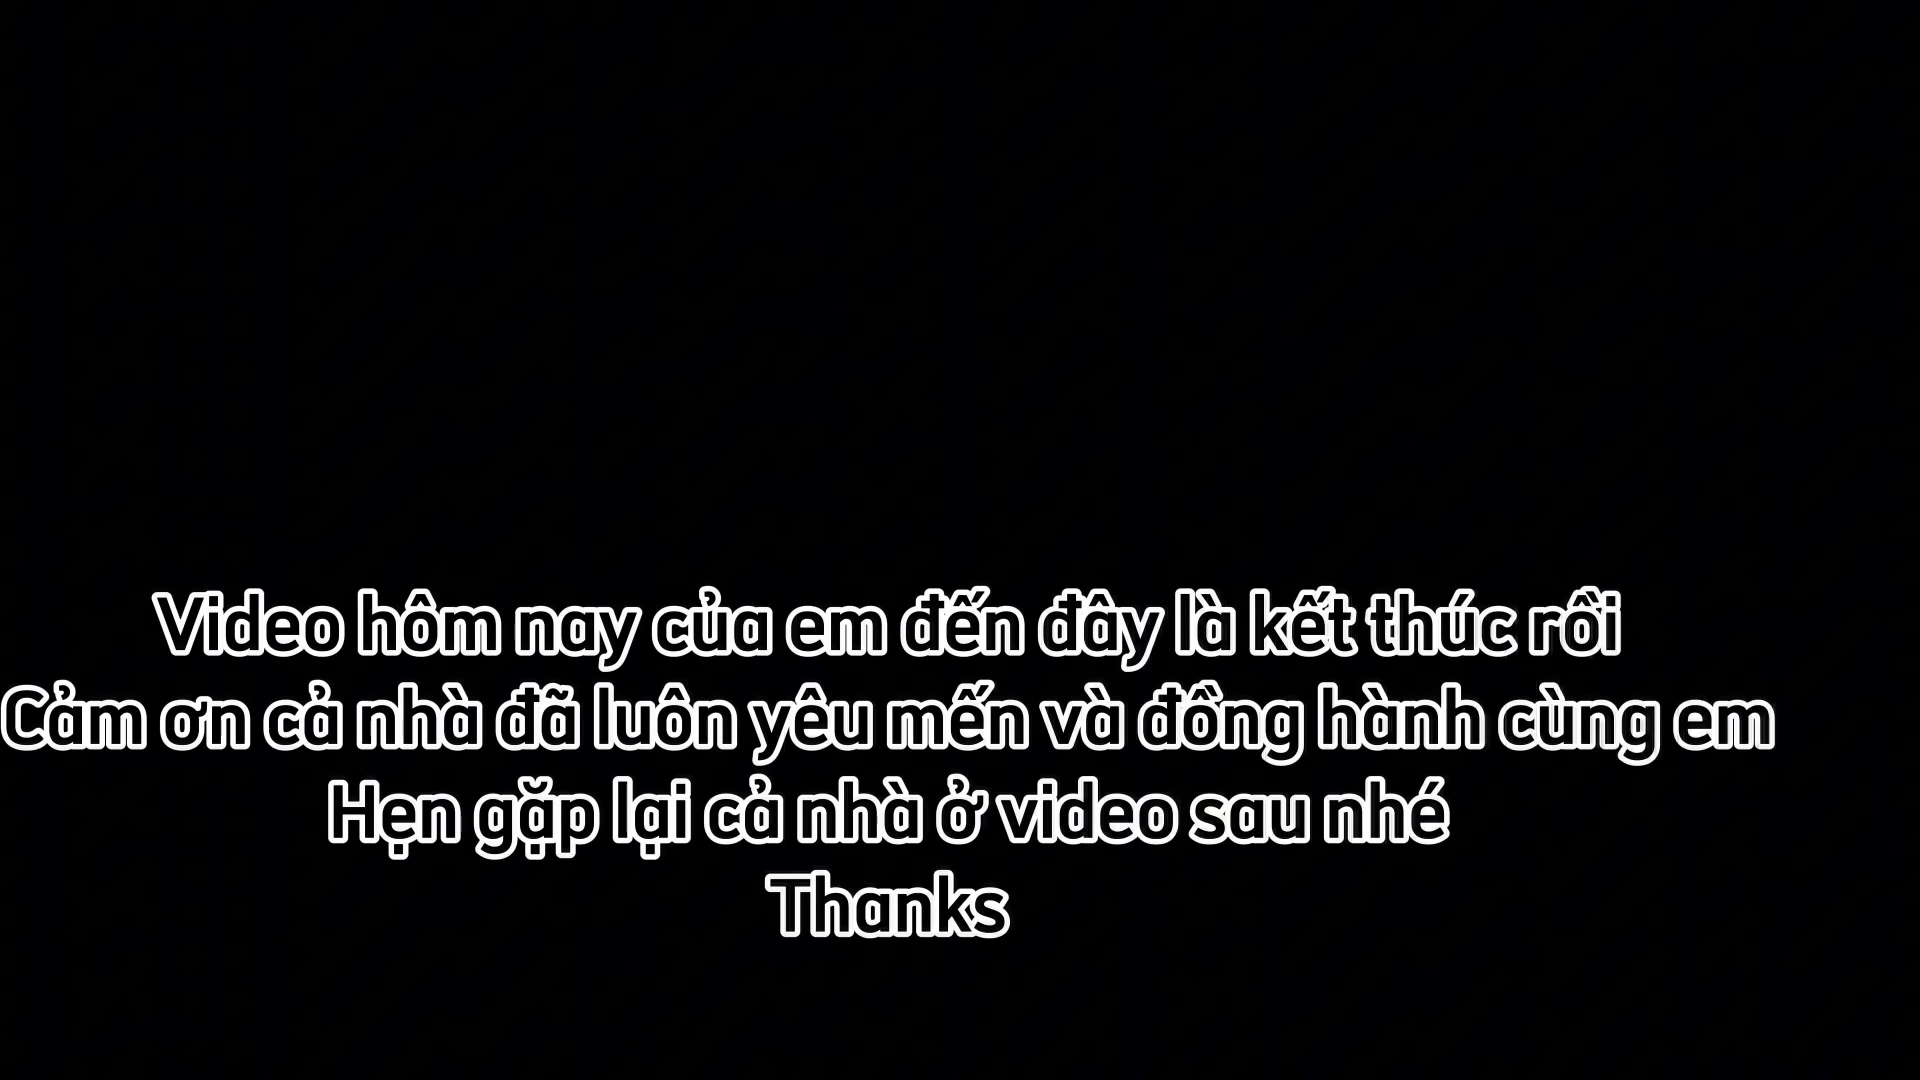 Video hôm nay của em đến đây là kết thúc rồi
Cảm ơn cả nhà đã luôn yêu mến và đồng hành cùng em
Hẹn gặp lại cả nhà ở video sau nhé
Thanks